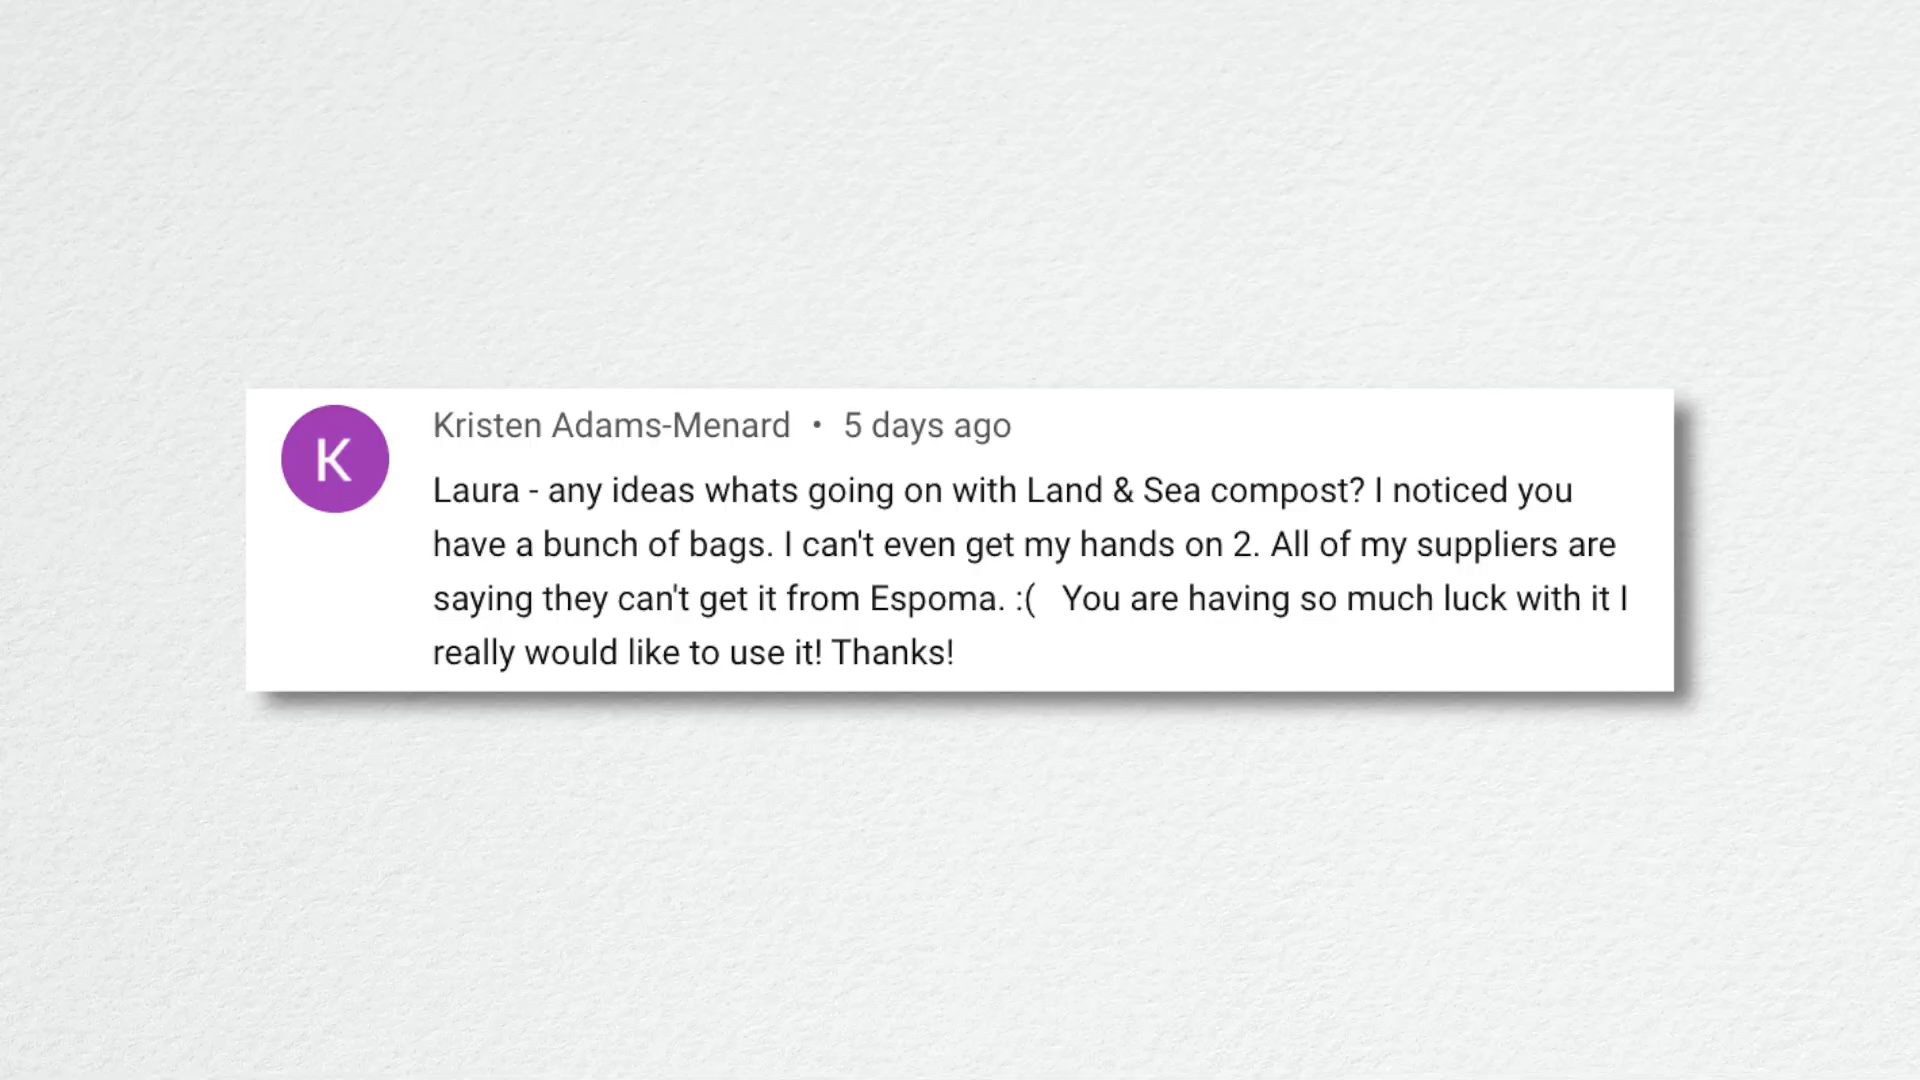 K
Kristen Adams-Menard • 5 days ago
Laura - any ideas whats going on with Land & Sea compost? I noticed you
have a bunch of bags. I can't even get my hands on 2. All of my suppliers are
saying they can't get it from Espoma. :(   You are having so much luck with it I
really would like to use it! Thanks!